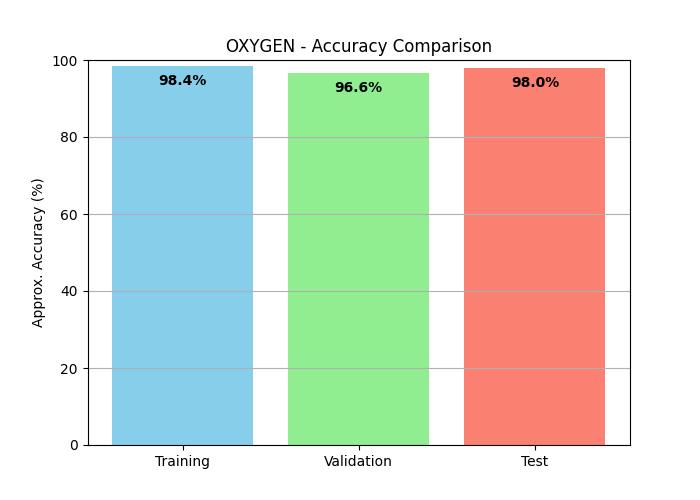 OXYGEN - Accuracy Comparison
Approx. Accuracy (%)
100
80
60
40
20
0
98.4%
96.6%
98.0%
Training
Validation
Test